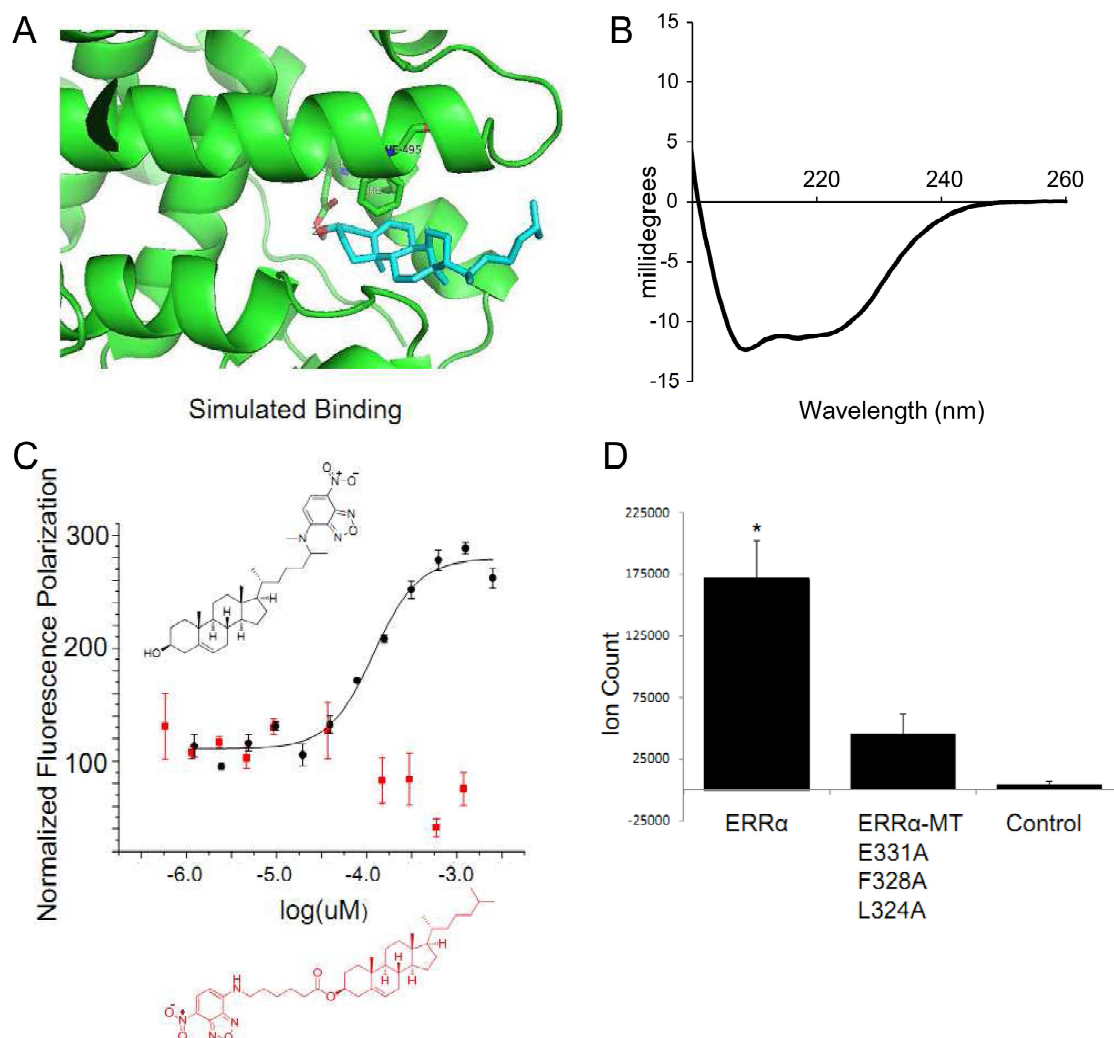 A
HE-495
Simulated Binding
B
15
10
5
0
-5
-10
-15
220
240
260
millidegrees
Wavelength (nm)
C
Normalized Fluorescence Polarization
300
200
100
-6.0
-5.0
-4.0
-3.0
log(uM)
O
N+
O-
N
N
O
N
H
H
H
HO
H
H
H
H
N
O
O
O-
N+
O
N
N
O
D
Ion Count
225000
175000
125000
75000
25000
-25000
*
ERRα
ERRα-MT
E331A
F328A
L324A
Control